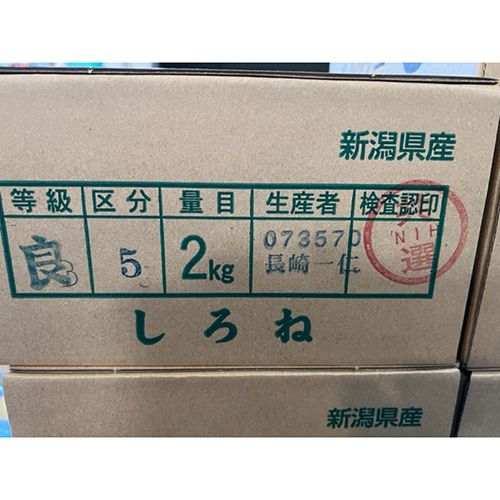 新潟県産
等級 区分 量目 生産者 検査認印
良 5 2kg 073570
長崎一仁
NIH
選
しろね
新潟県産